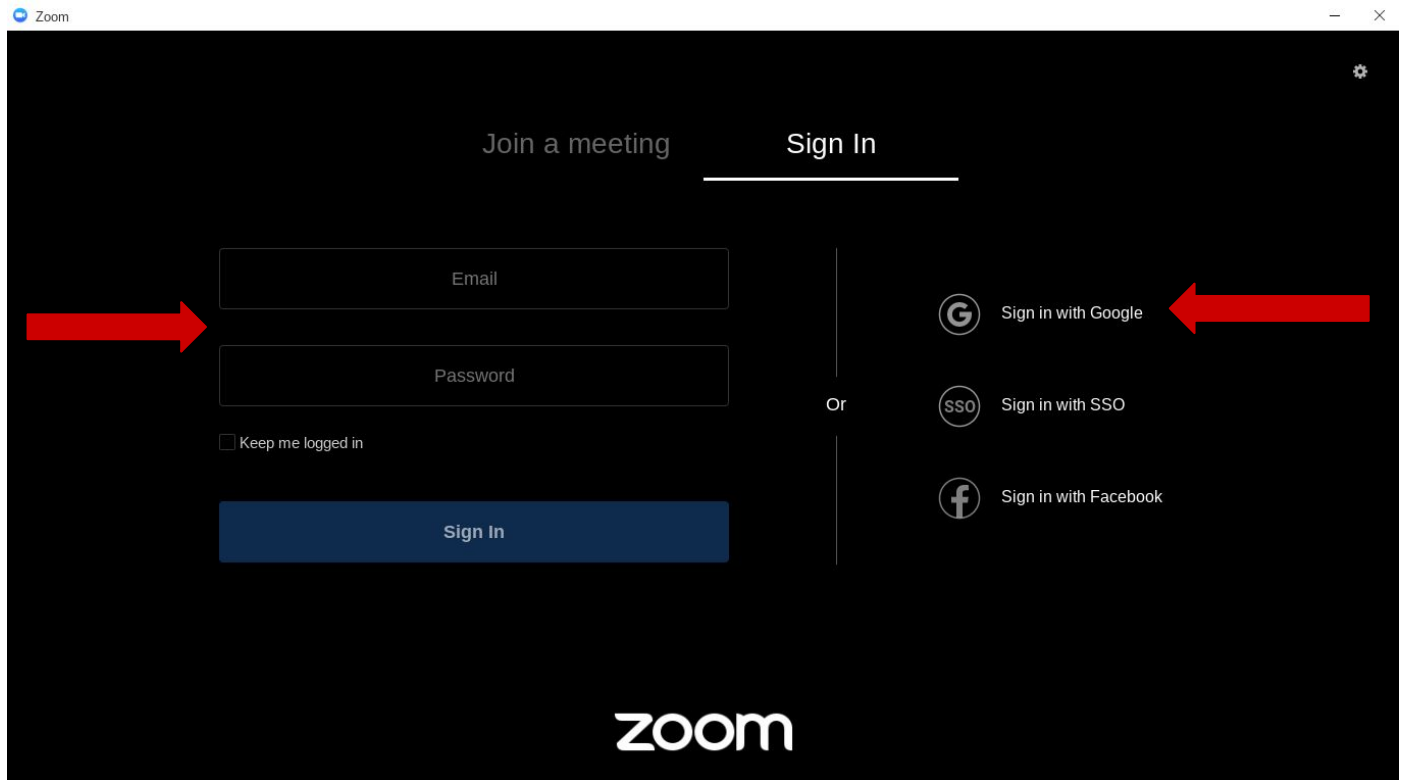 Zoom
Join a meeting
Sign In
Email
Password
Keep me logged in
Sign In
Or
G
Sign in with Google
SSO
Sign in with SSO
f
Sign in with Facebook
zoom